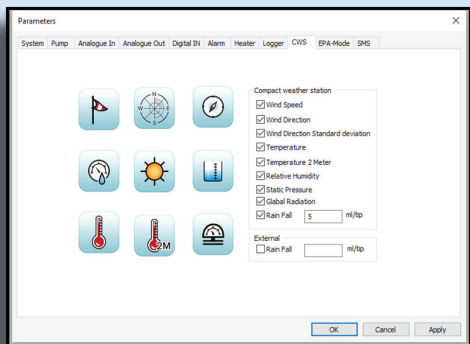 Parameters
System Pump Analogue In Analogue Out Digital IN Alarm Heater Logger CWS EPA-Mode SMS
N
W E
S
Compact weather station
Wind Speed
Wind Direction
Wind Direction Standard deviation
Temperature
Temperature 2 Meter
Relative Humidity
Static Pressure
Global Radiation
Rain Fall 5 ml/tip
2M
External
Rain Fall ml/tip
OK Cancel Apply